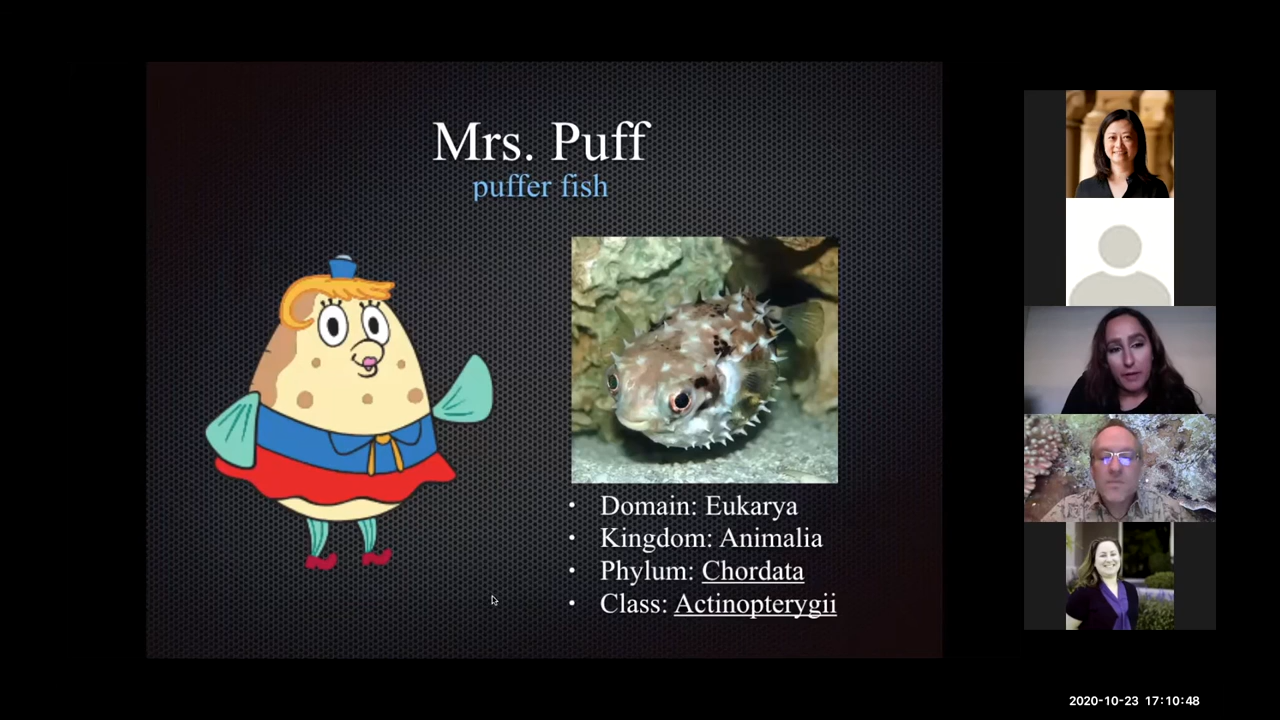 Mrs. Puff
puffer fish
• Domain: Eukarya
• Kingdom: Animalia
• Phylum: Chordata
• Class: Actinopterygii
2020-10-23 17:10:48